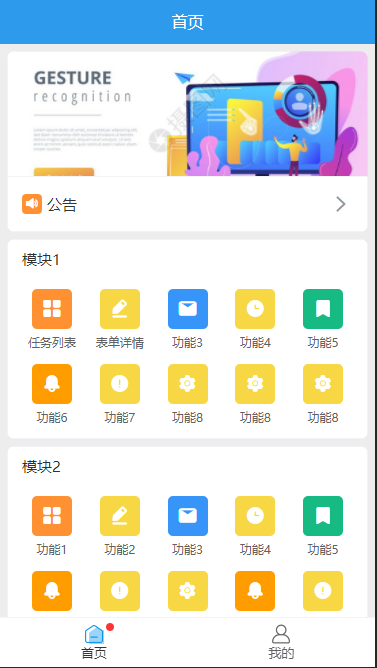 首页
GESTURE
recognition
公告
模块1
任务列表 表单详情 功能3 功能4 功能5
功能6 功能7 功能8 功能8 功能8
模块2
功能1 功能2 功能3 功能4 功能5
首页 我的